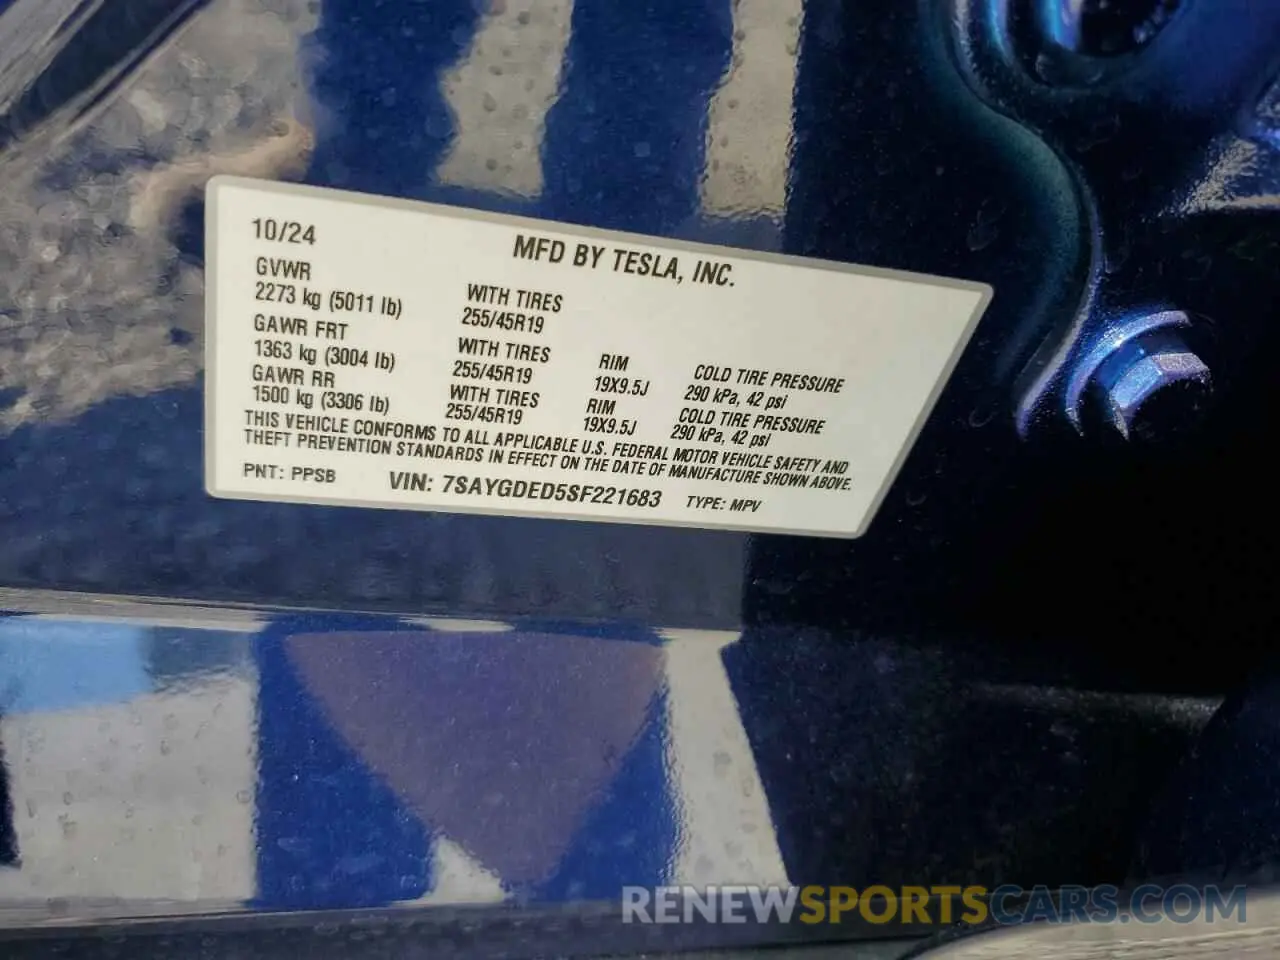 10/24
MFD BY TESLA, INC.
GVWR
2273 kg (5011 lb)
WITH TIRES
255/45R19
GAWR FRT
1363 kg (3004 lb)
WITH TIRES
255/45R19
RIM
19X9.5J
COLD TIRE PRESSURE
290 kPa, 42 psi
GAWR RR
1500 kg (3306 lb)
WITH TIRES
255/45R19
RIM
19X9.5J
COLD TIRE PRESSURE
290 kPa, 42 psi
THIS VEHICLE CONFORMS TO ALL APPLICABLE U.S. FEDERAL MOTOR VEHICLE SAFETY AND
THEFT PREVENTION STANDARDS IN EFFECT ON THE DATE OF MANUFACTURE SHOWN ABOVE.
PNT: PPSB VIN: 7SAYGDED5SF221683 TYPE: MPV
RENEWSPORTSCARS.COM